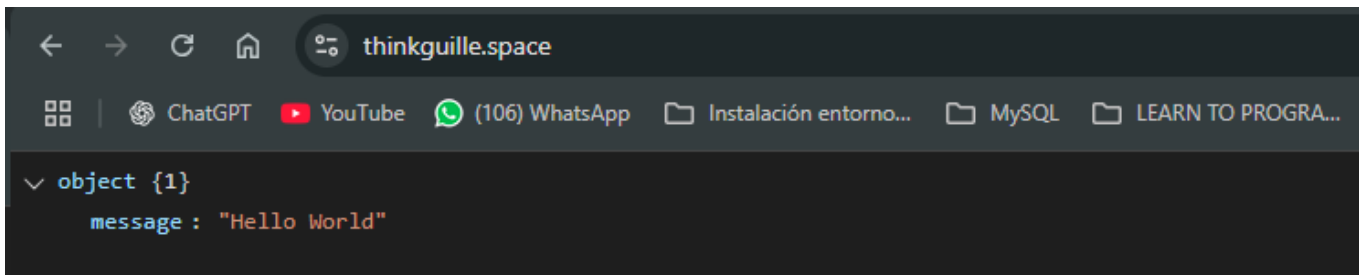 thinkguille.space
ChatGPT YouTube (106) WhatsApp Instalación entorno... MySQL LEARN TO PROGRA...
object {1}
message : "Hello World"